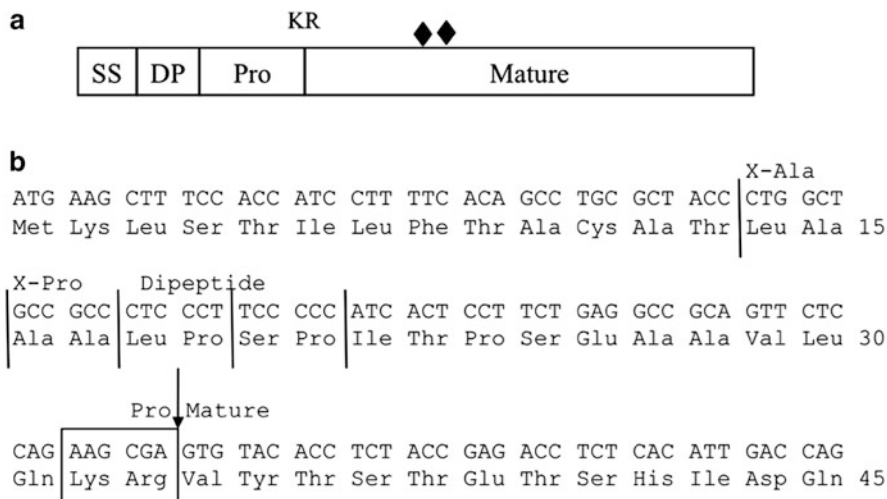 a
KR
SS DP Pro Mature
b
X-Ala
ATG AAG CTT TCC ACC ATC CTT TTC ACA GCC TGC GCT ACC CTG GCT
Met Lys Leu Ser Thr Ile Leu Phe Thr Ala Cys Ala Thr Leu Ala 15
X-Pro Dipeptide
GCC GCC CTC CCT TCC CCC ATC ACT CCT TCT GAG GCC GCA GTT CTC
Ala Ala Leu Pro Ser Pro Ile Thr Pro Ser Glu Ala Ala Val Leu 30
Pro Mature
CAG AAG CGA GTG TAC ACC TCT ACC GAG ACC TCT CAC ATT GAC CAG
Gln Lys Arg Val Tyr Thr Ser Thr Glu Thr Ser His Ile Asp Gln 45